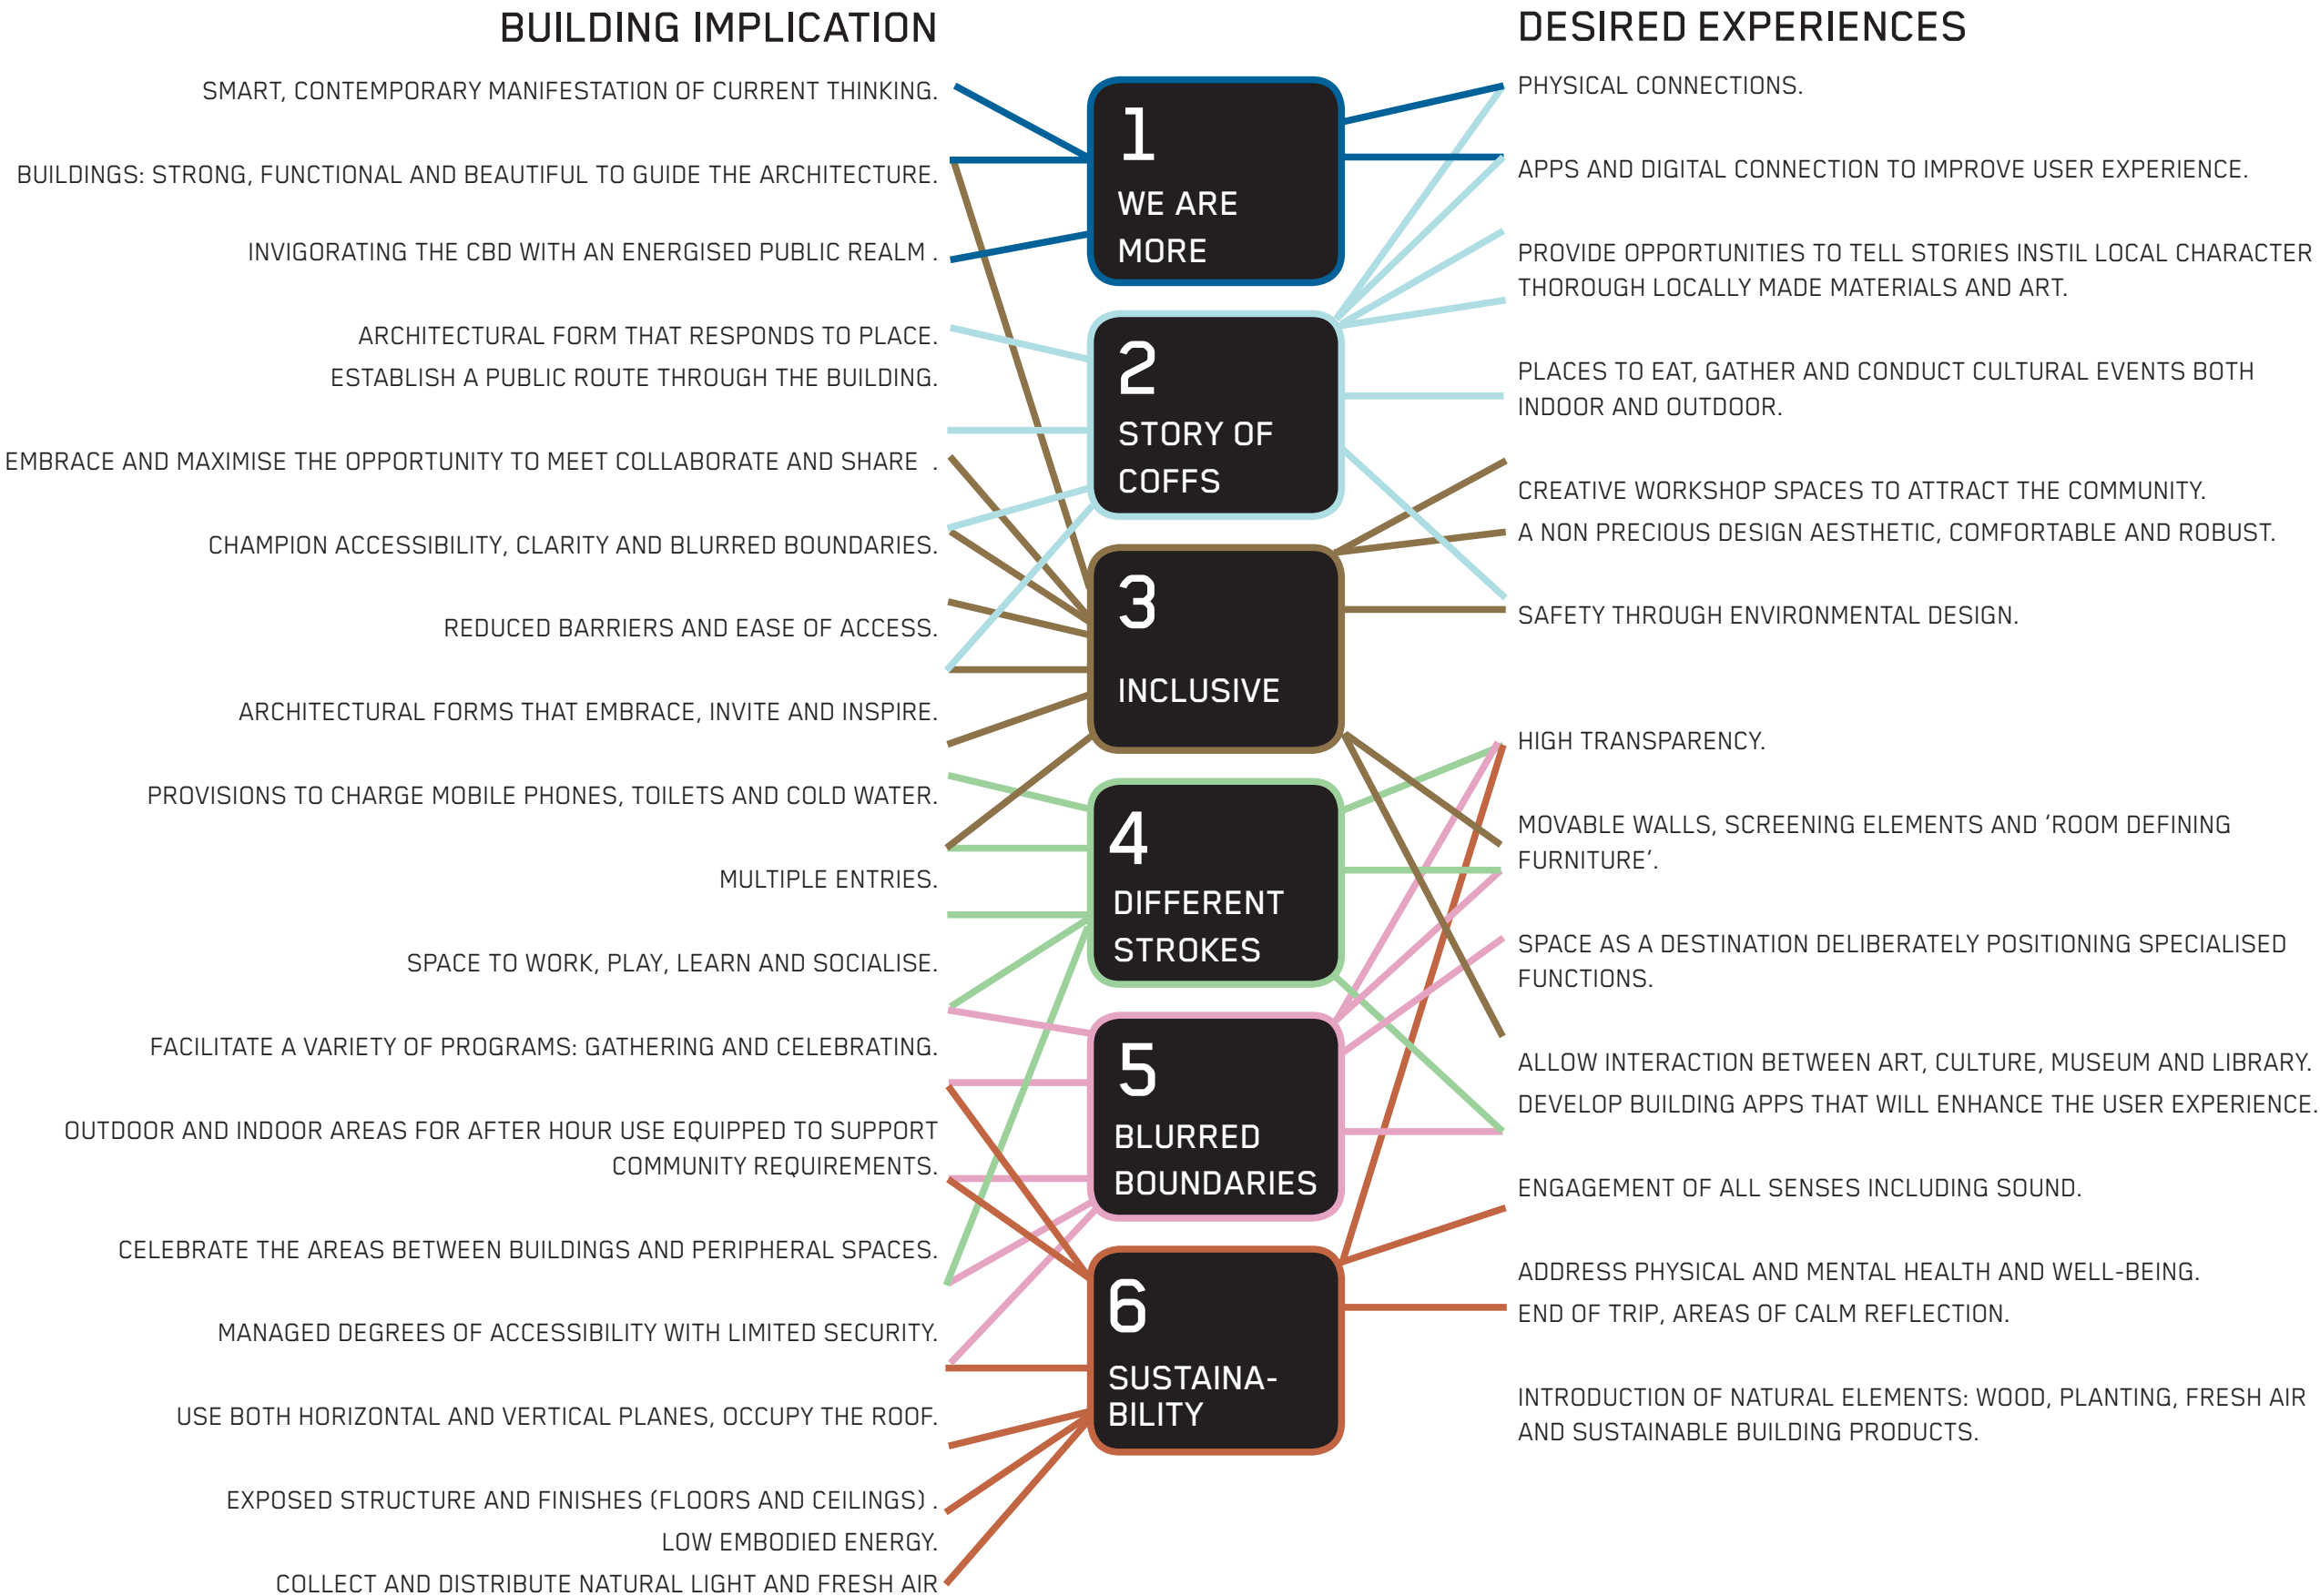 BUILDING IMPLICATION
SMART, CONTEMPORARY MANIFESTATION OF CURRENT THINKING.
BUILDINGS: STRONG, FUNCTIONAL AND BEAUTIFUL TO GUIDE THE ARCHITECTURE.
INVIGORATING THE CBD WITH AN ENERGISED PUBLIC REALM .
ARCHITECTURAL FORM THAT RESPONDS TO PLACE.
ESTABLISH A PUBLIC ROUTE THROUGH THE BUILDING.
EMBRACE AND MAXIMISE THE OPPORTUNITY TO MEET COLLABORATE AND SHARE .
CHAMPION ACCESSIBILITY, CLARITY AND BLURRED BOUNDARIES.
REDUCED BARRIERS AND EASE OF ACCESS.
ARCHITECTURAL FORMS THAT EMBRACE, INVITE AND INSPIRE.
PROVISIONS TO CHARGE MOBILE PHONES, TOILETS AND COLD WATER.
MULTIPLE ENTRIES.
SPACE TO WORK, PLAY, LEARN AND SOCIALISE.
FACILITATE A VARIETY OF PROGRAMS: GATHERING AND CELEBRATING.
OUTDOOR AND INDOOR AREAS FOR AFTER HOUR USE EQUIPPED TO SUPPORT
COMMUNITY REQUIREMENTS.
CELEBRATE THE AREAS BETWEEN BUILDINGS AND PERIPHERAL SPACES.
MANAGED DEGREES OF ACCESSIBILITY WITH LIMITED SECURITY.
USE BOTH HORIZONTAL AND VERTICAL PLANES, OCCUPY THE ROOF.
EXPOSED STRUCTURE AND FINISHES (FLOORS AND CEILINGS) .
LOW EMBODIED ENERGY.
COLLECT AND DISTRIBUTE NATURAL LIGHT AND FRESH AIR
1
WE ARE
MORE
2
STORY OF
COFFS
3
INCLUSIVE
4
DIFFERENT
STROKES
5
BLURRED
BOUNDARIES
6
SUSTAINA-
BILITY
DESIRED EXPERIENCES
PHYSICAL CONNECTIONS.
APPS AND DIGITAL CONNECTION TO IMPROVE USER EXPERIENCE.
PROVIDE OPPORTUNITIES TO TELL STORIES INSTIL LOCAL CHARACTER
THOROUGH LOCALLY MADE MATERIALS AND ART.
PLACES TO EAT, GATHER AND CONDUCT CULTURAL EVENTS BOTH
INDOOR AND OUTDOOR.
CREATIVE WORKSHOP SPACES TO ATTRACT THE COMMUNITY.
A NON PRECIOUS DESIGN AESTHETIC, COMFORTABLE AND ROBUST.
SAFETY THROUGH ENVIRONMENTAL DESIGN.
HIGH TRANSPARENCY.
MOVABLE WALLS, SCREENING ELEMENTS AND ‘ROOM DEFINING
FURNITURE’.
SPACE AS A DESTINATION DELIBERATELY POSITIONING SPECIALISED
FUNCTIONS.
ALLOW INTERACTION BETWEEN ART, CULTURE, MUSEUM AND LIBRARY.
DEVELOP BUILDING APPS THAT WILL ENHANCE THE USER EXPERIENCE.
ENGAGEMENT OF ALL SENSES INCLUDING SOUND.
ADDRESS PHYSICAL AND MENTAL HEALTH AND WELL-BEING.
END OF TRIP, AREAS OF CALM REFLECTION.
INTRODUCTION OF NATURAL ELEMENTS: WOOD, PLANTING, FRESH AIR
AND SUSTAINABLE BUILDING PRODUCTS.